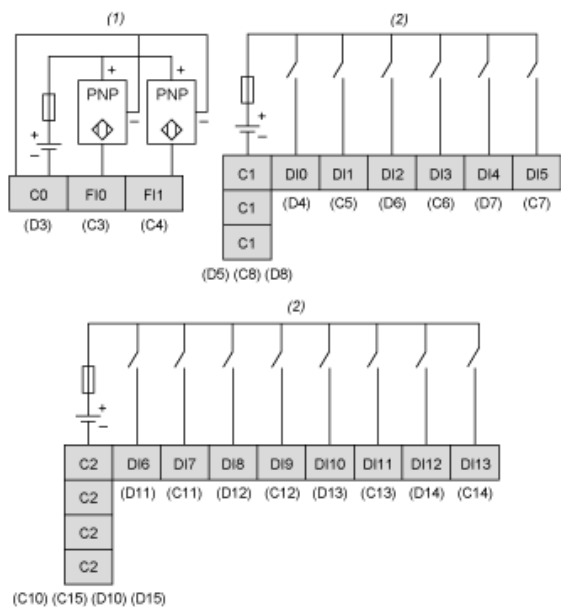 (1)
+ +
PNP PNP
− −
+
−
C0 FI0 FI1
(D3) (C3) (C4)
(2)
+
−
C1 DI0 DI1 DI2 DI3 DI4 DI5
(D4) (C5) (D6) (C6) (D7) (C7)
C1
C1
(D5) (C8) (D8)
(2)
+
−
C2 DI6 DI7 DI8 DI9 DI10 DI11 DI12 DI13
(D11) (C11) (D12) (C12) (D13) (C13) (D14) (C14)
C2
C2
C2
(C10) (C15) (D10) (D15)